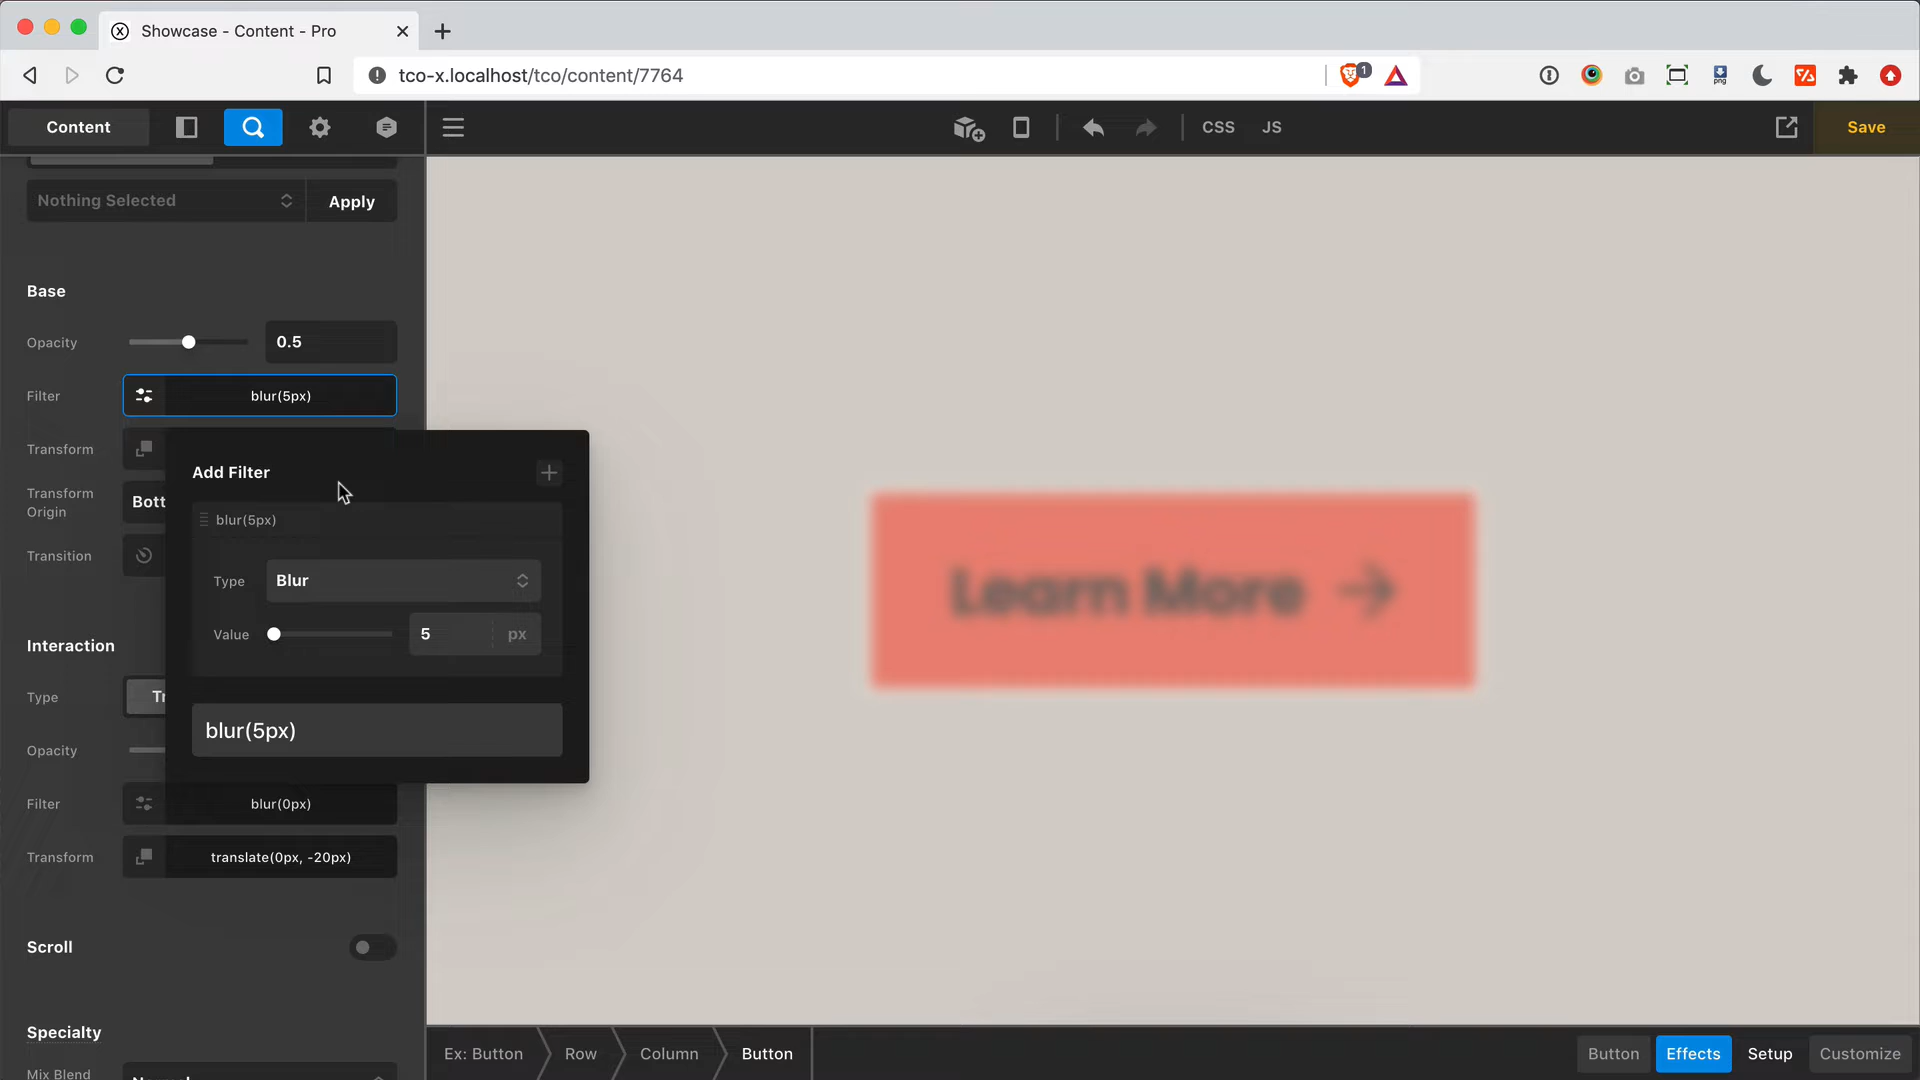 Showcase - Content - Pro
tco-x.localhost/tco/content/7764
1
png
Content
CSS
JS
Save
Nothing Selected
Apply
Base
Opacity
0.5
Filter
blur(5px)
Transform
Add Filter
Transform
Origin
Bott
blur(5px)
Transition
Type
Blur
Value
5
px
Interaction
Type
Tr
blur(5px)
Opacity
Filter
blur(0px)
Transform
translate(0px, -20px)
Scroll
Specialty
Mix Blend
Learn More →
Ex: Button
Row
Column
Button
Button
Effects
Setup
Customize